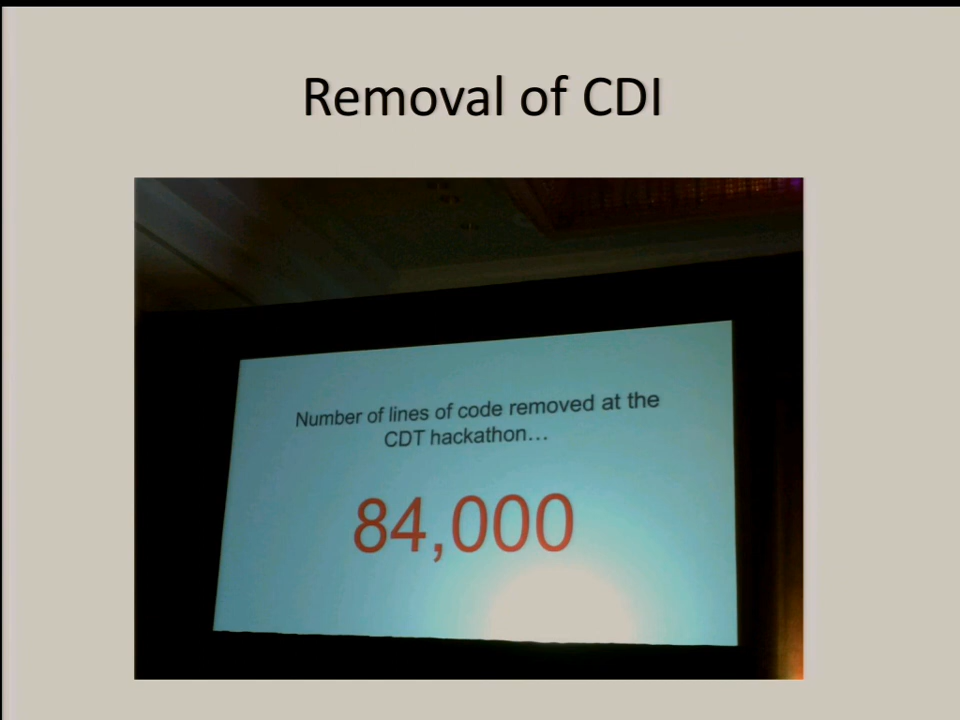 Removal of CDI
Number of lines of code removed at the
CDT hackathon…
84,000